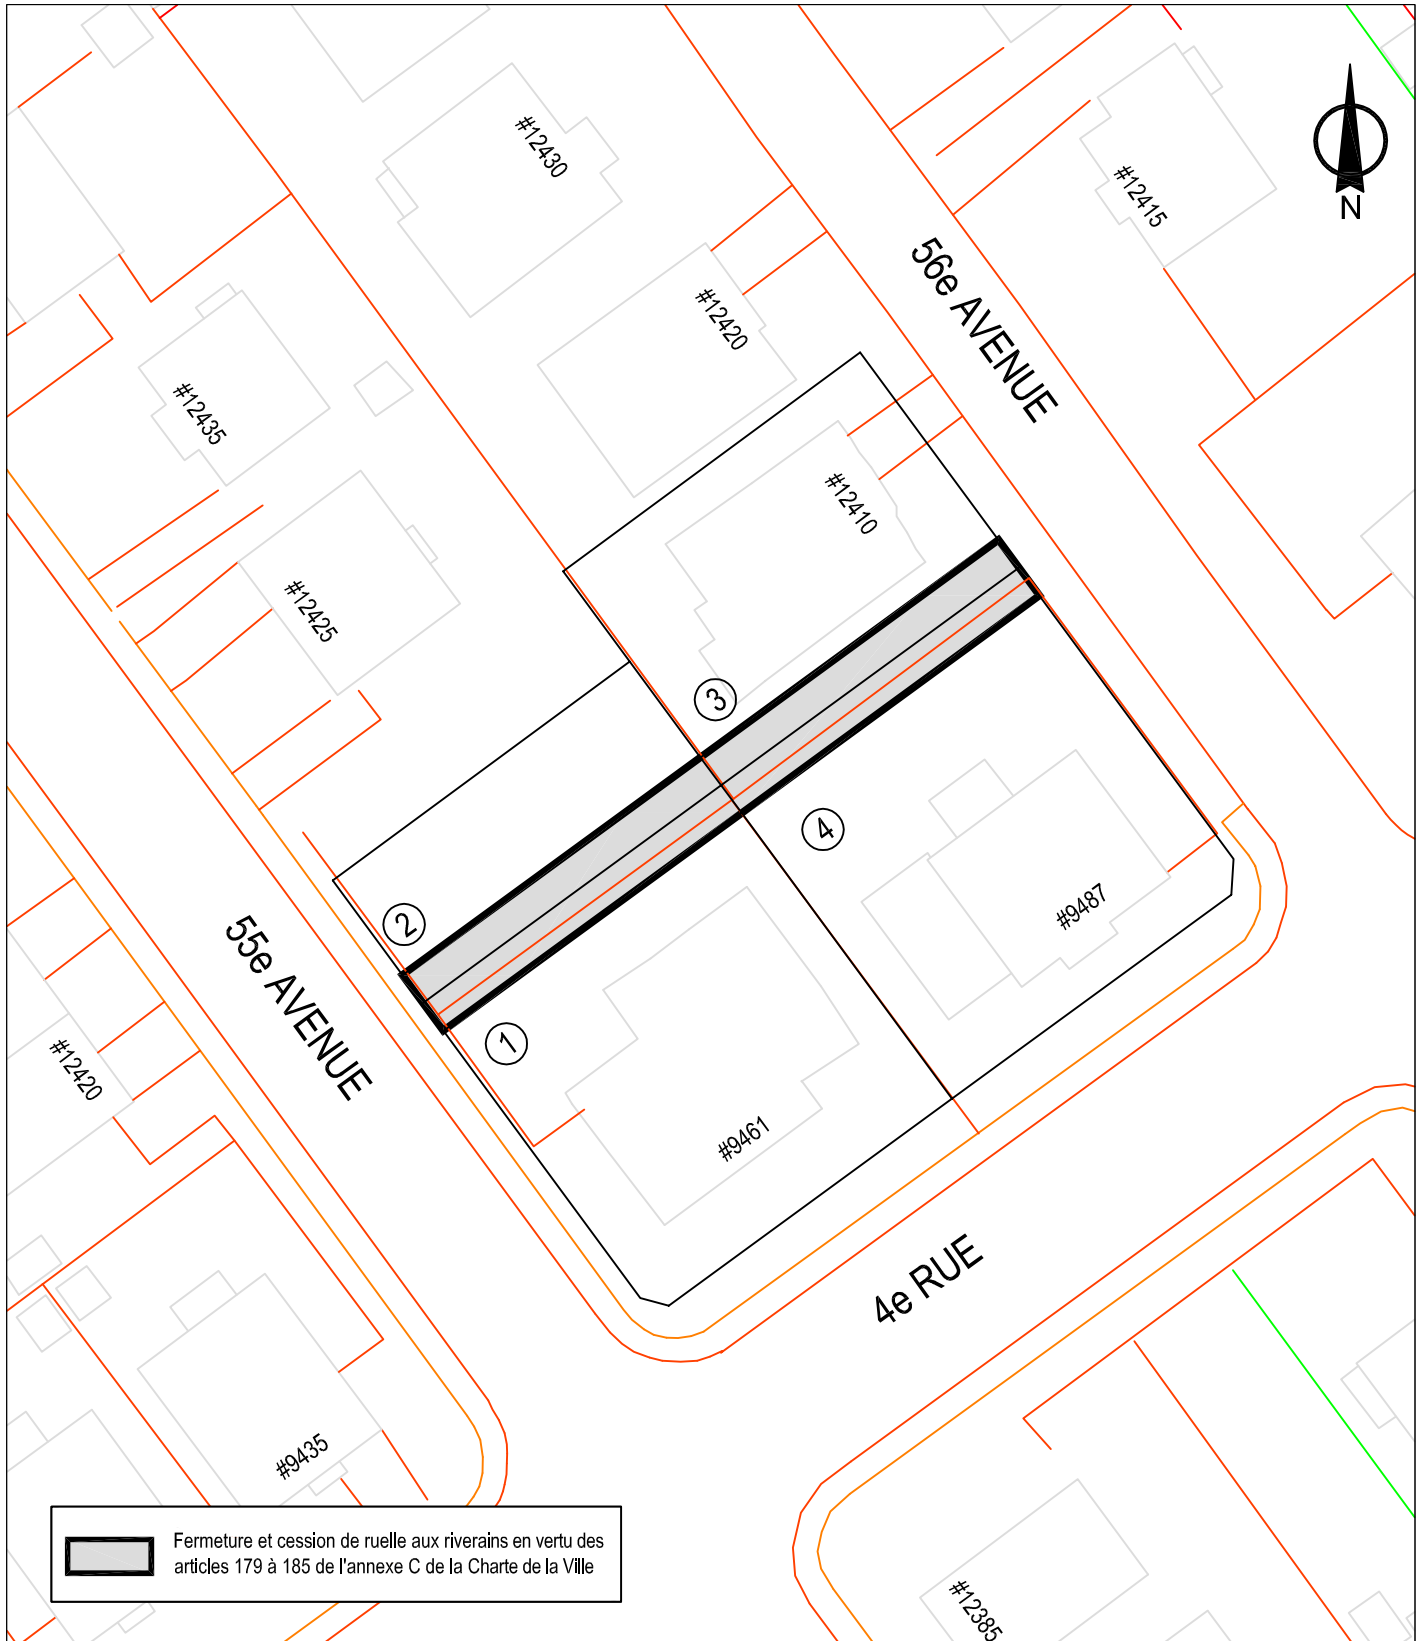 #12430
N
#12415
56e AVENUE
#12420
#12435
#12410
#12425
3
4
2
55e AVENUE
#9487
1
#12420
#9461
4e RUE
#9435
Fermeture et cession de ruelle aux riverains en vertu des
articles 179 à 185 de l'annexe C de la Charte de la Ville
#12385